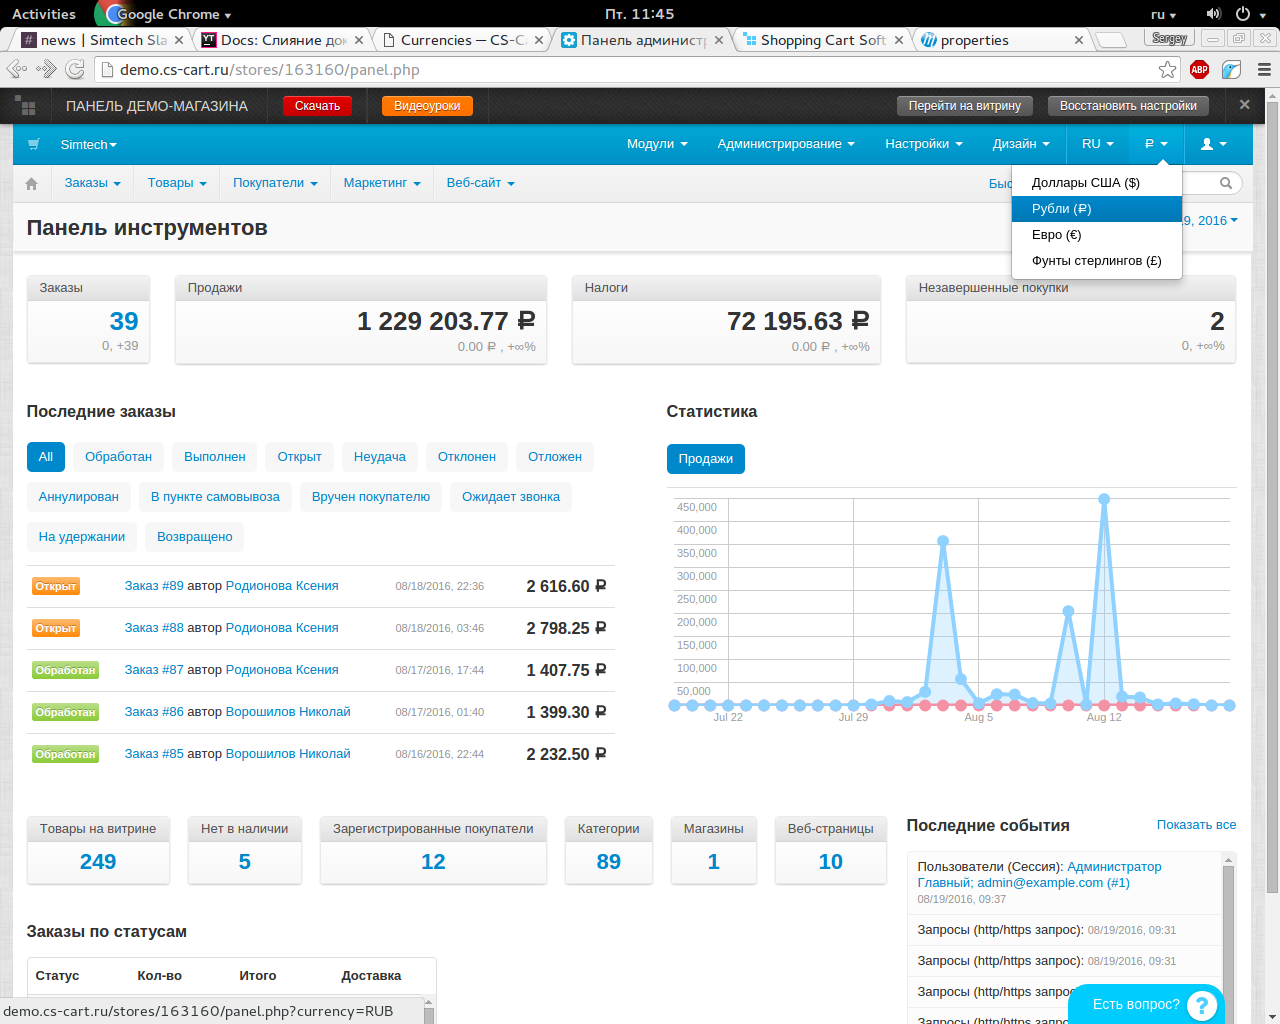 Activities Google Chrome Пт. 11:45 ru
# news | Simtech Sla
YT Docs: Слияние док
Currencies — CS-Ca
Панель администр
Shopping Cart Soft
properties
Sergey
demo.cs-cart.ru/stores/163160/panel.php
ABP
ПАНЕЛЬ ДЕМО-МАГАЗИНА Скачать Видеоуроки Перейти на витрину Восстановить настройки
Simtech Модули Администрирование Настройки Дизайн RU ₽
Заказы Товары Покупатели Маркетинг Веб-сайт Быс
Доллары США ($)
Рубли (₽)
Евро (€)
Фунты стерлингов (£)
Панель инструментов
9, 2016
Заказы
39
0, +39
Продажи
1 229 203.77 ₽
0.00 ₽ , +∞%
Налоги
72 195.63 ₽
0.00 ₽ , +∞%
Незавершенные покупки
2
0, +∞%
Последние заказы
All Обработан Выполнен Открыт Неудача Отклонен Отложен
Аннулирован В пункте самовывоза Вручен покупателю Ожидает звонка
На удержании Возвращено
Открыт Заказ #89 автор Родионова Ксения 08/18/2016, 22:36 2 616.60 ₽
Открыт Заказ #88 автор Родионова Ксения 08/18/2016, 03:46 2 798.25 ₽
Обработан Заказ #87 автор Родионова Ксения 08/17/2016, 17:44 1 407.75 ₽
Обработан Заказ #86 автор Ворошилов Николай 08/17/2016, 01:40 1 399.30 ₽
Обработан Заказ #85 автор Ворошилов Николай 08/16/2016, 22:44 2 232.50 ₽
Статистика
Продажи
450,000
400,000
350,000
300,000
250,000
200,000
150,000
100,000
50,000
Jul 22 Jul 29 Aug 5 Aug 12
Товары на витрине
249
Нет в наличии
5
Зарегистрированные покупатели
12
Категории
89
Магазины
1
Веб-страницы
10
Последние события Показать все
Пользователи (Сессия): Администратор
Главный; admin@example.com (#1)
08/19/2016, 09:37
Запросы (http/https запрос): 08/19/2016, 09:31
Запросы (http/https запрос): 08/19/2016, 09:31
Запросы (http/https запрос)
Запросы (http/https запрос)
Заказы по статусам
Статус Кол-во Итого Доставка
demo.cs-cart.ru/stores/163160/panel.php?currency=RUB
Есть вопрос? ?